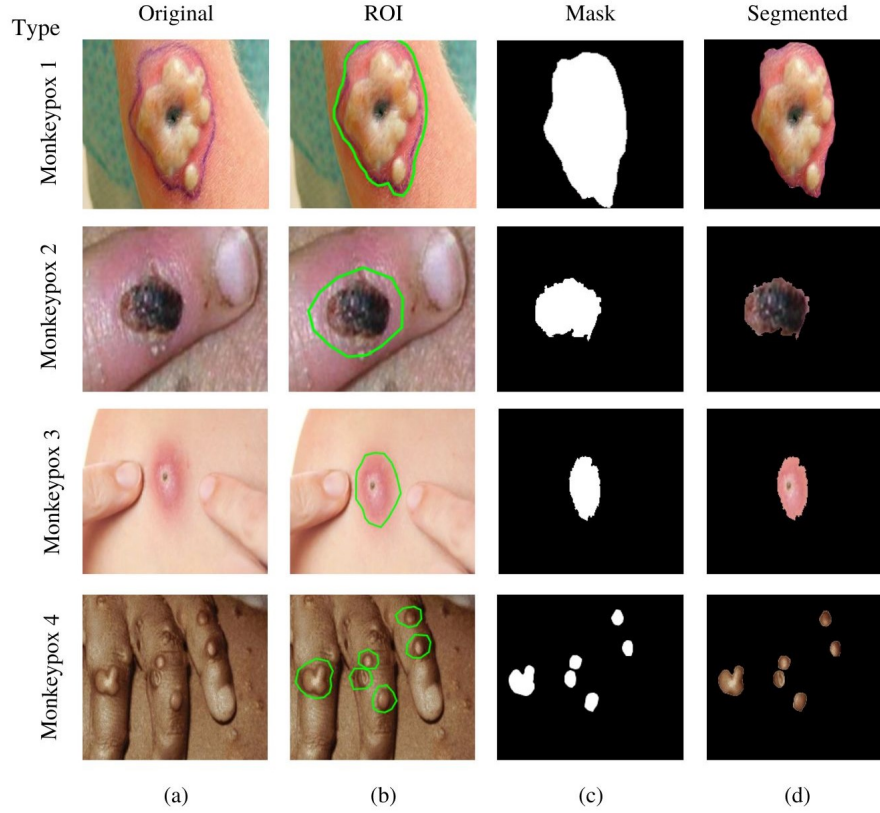 Type Original ROI Mask Segmented
Monkeypox 1
Monkeypox 2
Monkeypox 3
Monkeypox 4
(a) (b) (c) (d)